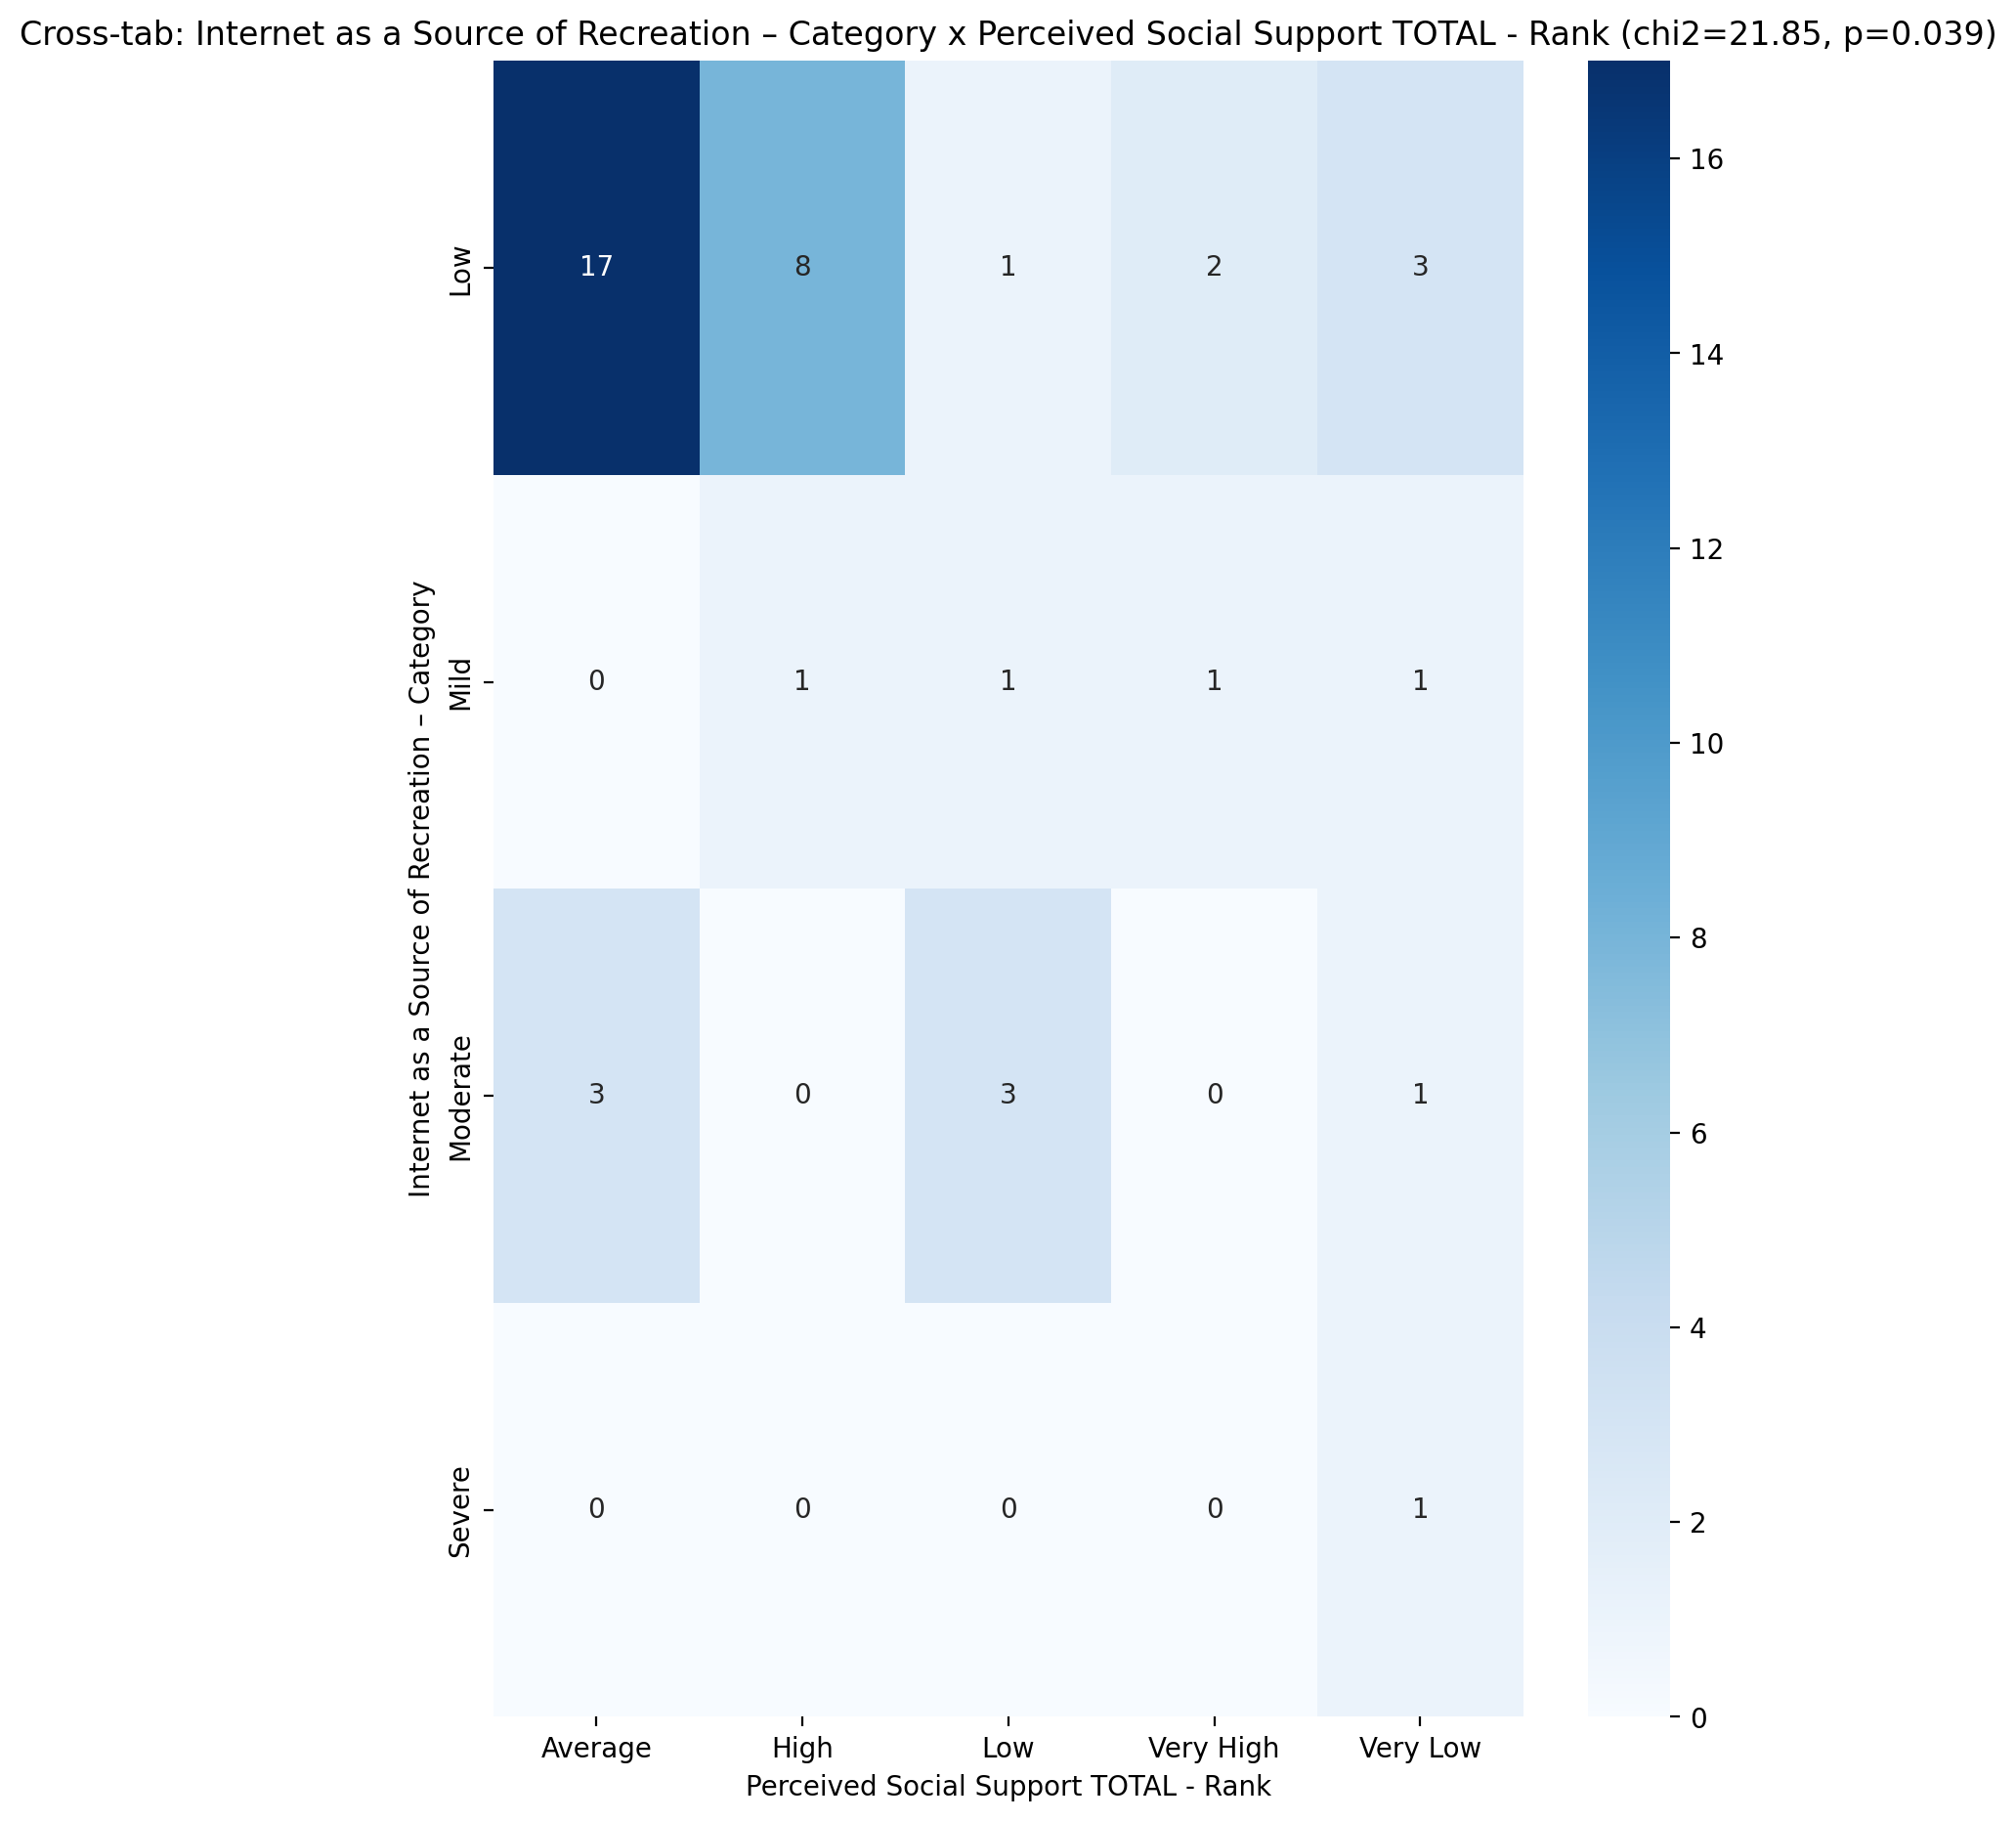 Cross-tab: Internet as a Source of Recreation – Category x Perceived Social Support TOTAL - Rank (chi2=21.85, p=0.039)
Internet as a Source of Recreation – Category
Low
17 8 1 2 3
Mild
0 1 1 1 1
Moderate
3 0 3 0 1
Severe
0 0 0 0 1
Average High Low Very High Very Low
Perceived Social Support TOTAL - Rank
16
14
12
10
8
6
4
2
0